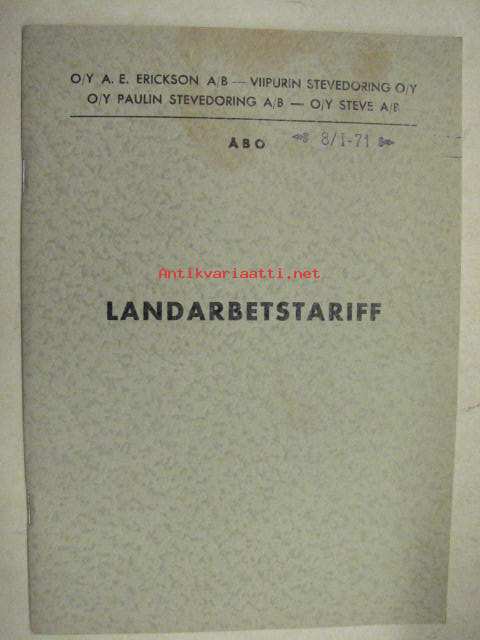 O/Y A. E. ERICKSON A/B — VIIPURIN STEVEDORING O/Y
O/Y PAULIN STEVEDORING A/B — O/Y STEVE A/B
ÅBO 8/I-71
Antikvariaatti.net
LANDARBETSTARIFF